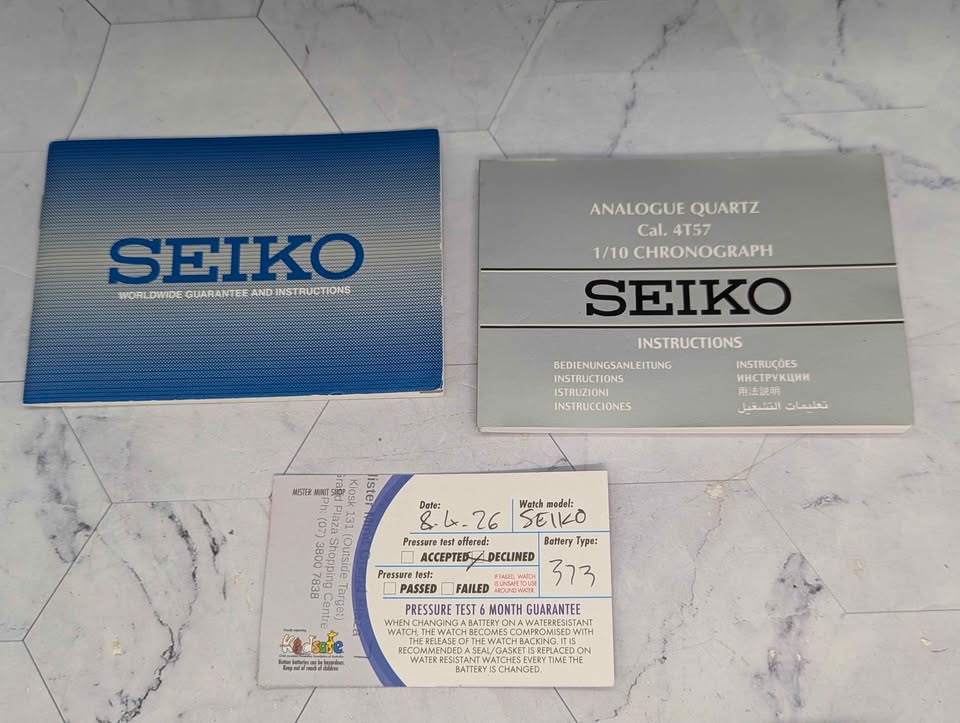 SEIKO
WORLDWIDE GUARANTEE AND INSTRUCTIONS
ANALOGUE QUARTZ
Cal. 4T57
1/10 CHRONOGRAPH
SEIKO
INSTRUCTIONS
BEDIENUNGSANLEITUNG
INSTRUCTIONS
ISTRUZIONI
INSTRUCCIONES
INSTRUÇÕES
ИНСТРУКЦИИ
用法説明
تعليمات التشغيل
MISTER MINIT SHOP
ister Minit
Kiosk 131 (Outside Target)
rand Plaza Shopping Centre
Ph: (07) 3800 7838
Kidsafe
Button batteries can be hazardous.
Keep out of reach of children
Date:
8.4.26
Watch model:
SEIKO
Pressure test offered:
ACCEPTED DECLINED
Battery Type:
373
Pressure test:
PASSED FAILED
IF FAILED, WATCH
IS UNSAFE TO USE
AROUND WATER
PRESSURE TEST 6 MONTH GUARANTEE
WHEN CHANGING A BATTERY ON A WATERRESISTANT
WATCH, THE WATCH BECOMES COMPROMISED WITH
THE RELEASE OF THE WATCH BACKING. IT IS
RECOMMENDED A SEAL/GASKET IS REPLACED ON
WATER RESISTANT WATCHES EVERY TIME THE
BATTERY IS CHANGED.